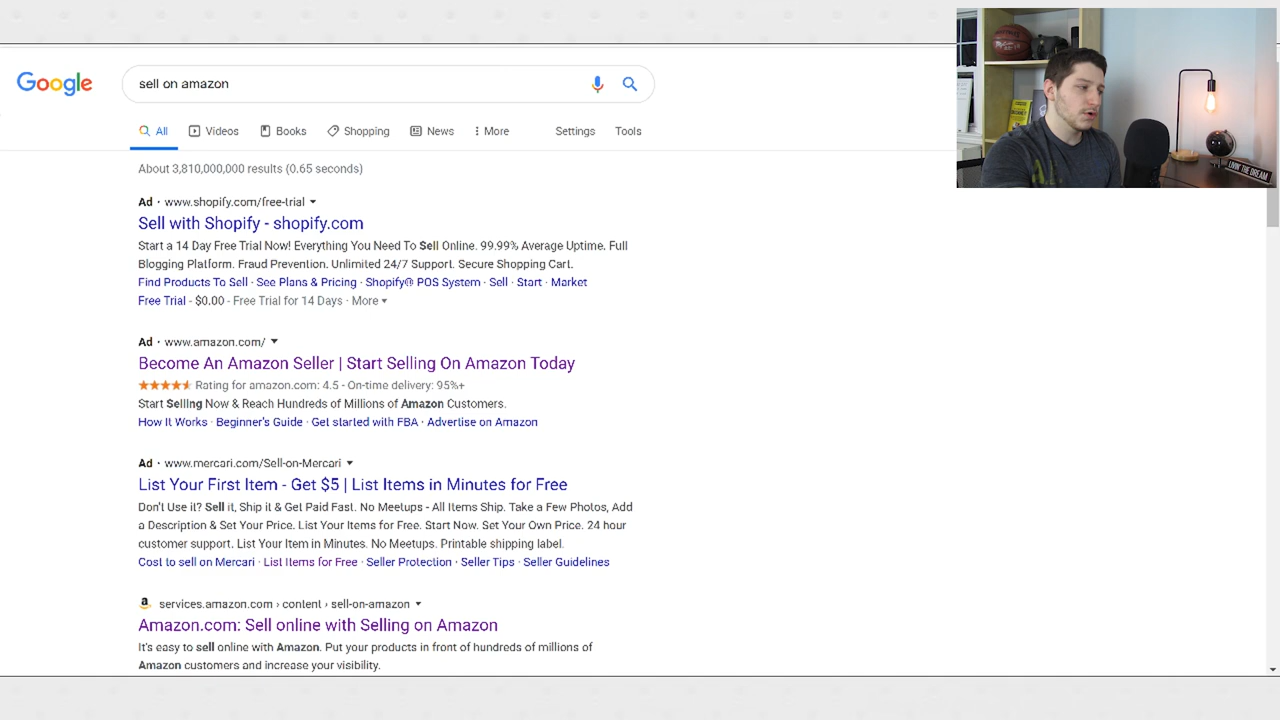 Google
sell on amazon
All Videos Books Shopping News More Settings Tools
About 3,810,000,000 results (0.65 seconds)
Ad · www.shopify.com/free-trial
Sell with Shopify - shopify.com
Start a 14 Day Free Trial Now! Everything You Need To Sell Online. 99.99% Average Uptime. Full
Blogging Platform. Fraud Prevention. Unlimited 24/7 Support. Secure Shopping Cart.
Find Products To Sell · See Plans & Pricing · Shopify® POS System · Sell · Start · Market
Free Trial - $0.00 - Free Trial for 14 Days · More
Ad · www.amazon.com/
Become An Amazon Seller | Start Selling On Amazon Today
Rating for amazon.com: 4.5 - On-time delivery: 95%+
Start Selling Now & Reach Hundreds of Millions of Amazon Customers.
How It Works · Beginner's Guide · Get started with FBA · Advertise on Amazon
Ad · www.mercari.com/Sell-on-Mercari
List Your First Item - Get $5 | List Items in Minutes for Free
Don't Use it? Sell it, Ship it & Get Paid Fast. No Meetups - All Items Ship. Take a Few Photos, Add
a Description & Set Your Price. List Your Items for Free. Start Now. Set Your Own Price. 24 hour
customer support. List Your Item in Minutes. No Meetups. Printable shipping label.
Cost to sell on Mercari · List Items for Free · Seller Protection · Seller Tips · Seller Guidelines
services.amazon.com › content › sell-on-amazon
Amazon.com: Sell online with Selling on Amazon
It's easy to sell online with Amazon. Put your products in front of hundreds of millions of
Amazon customers and increase your visibility.
LIVIN' THE DREAM